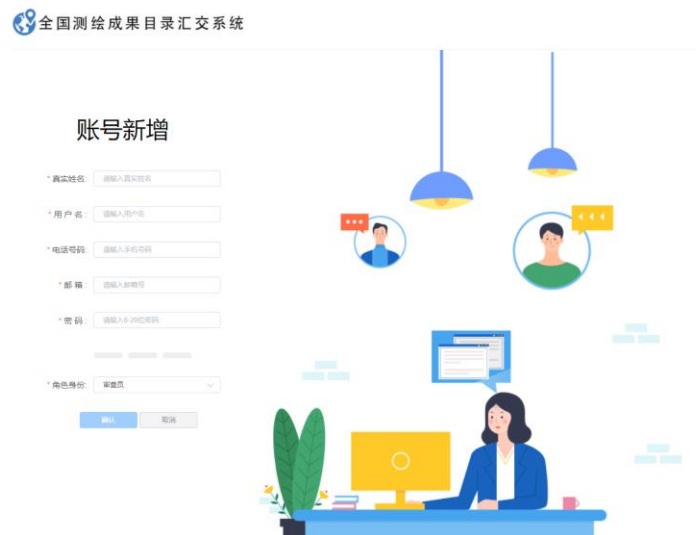 全国测绘成果目录汇交系统
账号新增
* 真实姓名: 请输入真实姓名
* 用 户 名: 请输入用户名
* 电话号码: 请输入手机号码
* 邮 箱: 请输入邮箱号
* 密 码: 请输入8-20位密码
* 角色身份: 审查员
确认 取消